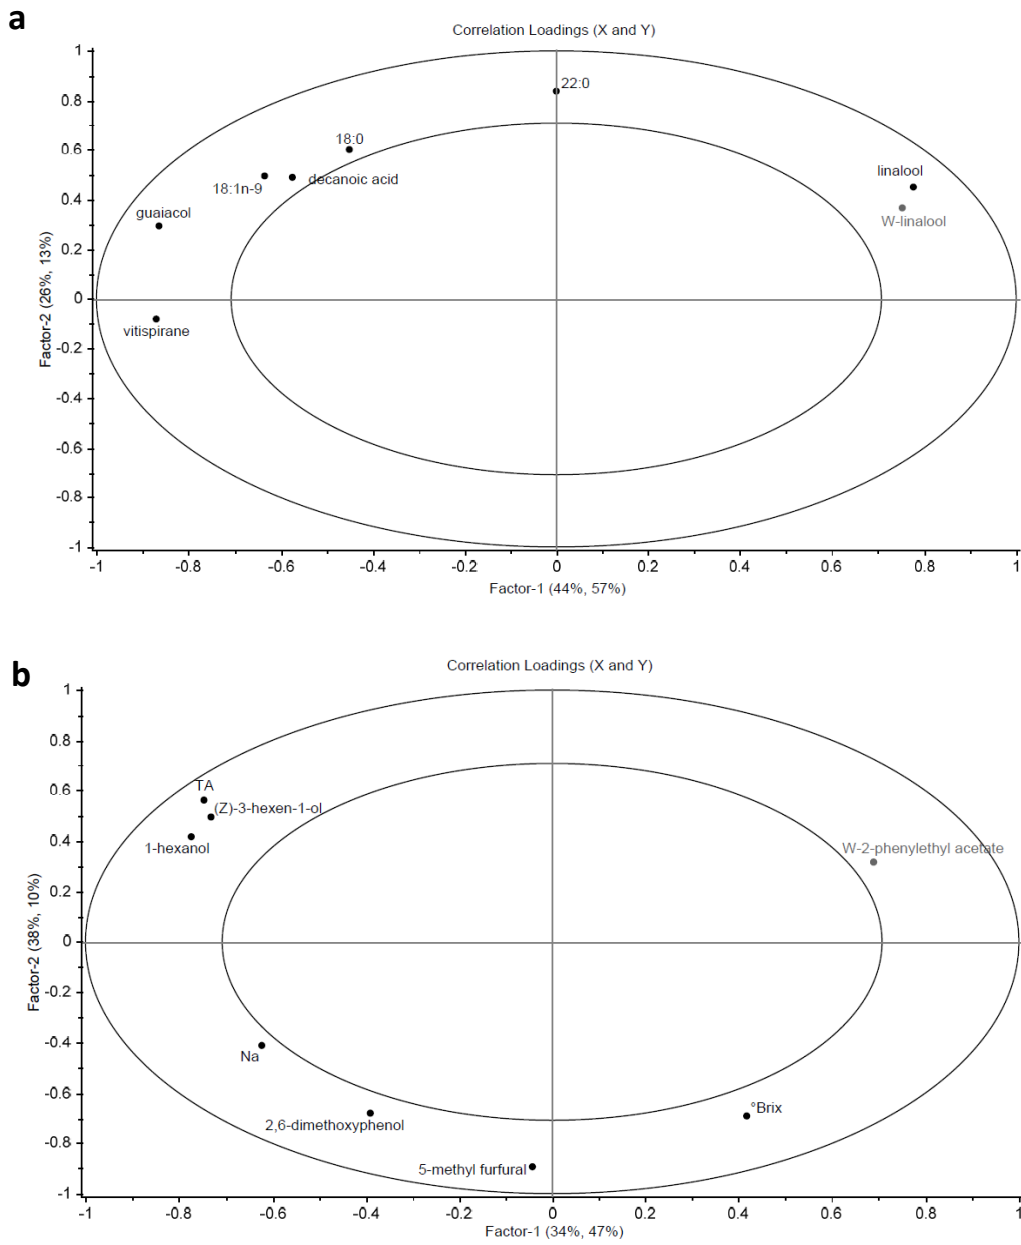 a
Correlation Loadings (X and Y)
1
0.8
0.6
0.4
0.2
0
-0.2
-0.4
-0.6
-0.8
-1
Factor-2 (26%, 13%)
22:0
18:0
18:1n-9
decanoic acid
guaiacol
vitispirane
linalool
W-linalool
-1 -0.8 -0.6 -0.4 -0.2 0 0.2 0.4 0.6 0.8 1
Factor-1 (44%, 57%)
b
Correlation Loadings (X and Y)
1
0.8
0.6
0.4
0.2
0
-0.2
-0.4
-0.6
-0.8
-1
Factor-2 (38%, 10%)
TA
(Z)-3-hexen-1-ol
1-hexanol
W-2-phenylethyl acetate
Na
2,6-dimethoxyphenol
°Brix
5-methyl furfural
-1 -0.8 -0.6 -0.4 -0.2 0 0.2 0.4 0.6 0.8 1
Factor-1 (34%, 47%)